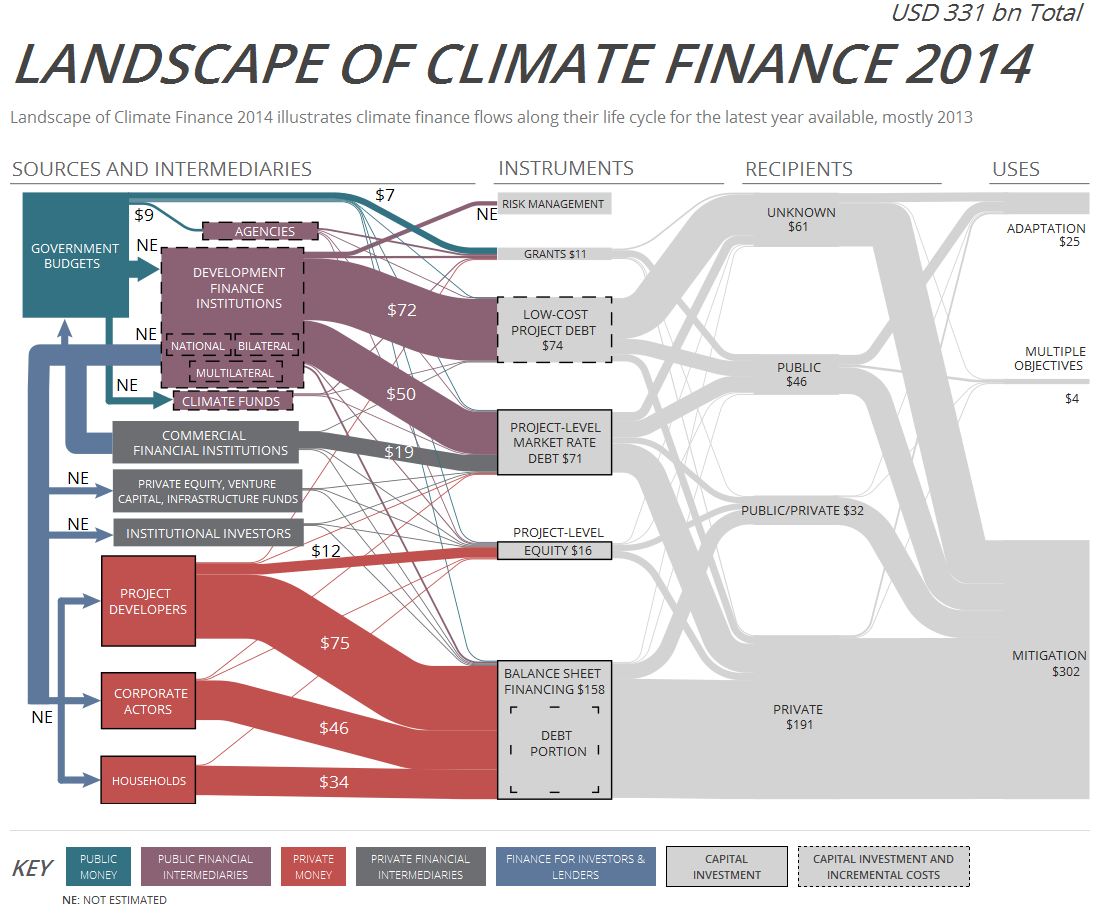 USD 331 bn Total
LANDSCAPE OF CLIMATE FINANCE 2014
Landscape of Climate Finance 2014 illustrates climate finance flows along their life cycle for the latest year available, mostly 2013
SOURCES AND INTERMEDIARIES
INSTRUMENTS
RECIPIENTS
USES
GOVERNMENT
BUDGETS
$9
$7
NE
AGENCIES
NE
DEVELOPMENT
FINANCE
INSTITUTIONS
NE
NATIONAL
BILATERAL
MULTILATERAL
NE
CLIMATE FUNDS
COMMERCIAL
FINANCIAL INSTITUTIONS
NE
PRIVATE EQUITY, VENTURE
CAPITAL, INFRASTRUCTURE FUNDS
NE
INSTITUTIONAL INVESTORS
PROJECT
DEVELOPERS
CORPORATE
ACTORS
NE
HOUSEHOLDS
$72
$50
$19
$12
$75
$46
$34
RISK MANAGEMENT
GRANTS $11
LOW-COST
PROJECT DEBT
$74
PROJECT-LEVEL
MARKET RATE
DEBT $71
PROJECT-LEVEL
EQUITY $16
BALANCE SHEET
FINANCING $158
DEBT
PORTION
UNKNOWN
$61
PUBLIC
$46
PUBLIC/PRIVATE $32
PRIVATE
$191
ADAPTATION
$25
MULTIPLE
OBJECTIVES
$4
MITIGATION
$302
KEY
PUBLIC
MONEY
PUBLIC FINANCIAL
INTERMEDIARIES
PRIVATE
MONEY
PRIVATE FINANCIAL
INTERMEDIARIES
FINANCE FOR INVESTORS &
LENDERS
CAPITAL
INVESTMENT
CAPITAL INVESTMENT AND
INCREMENTAL COSTS
NE: NOT ESTIMATED